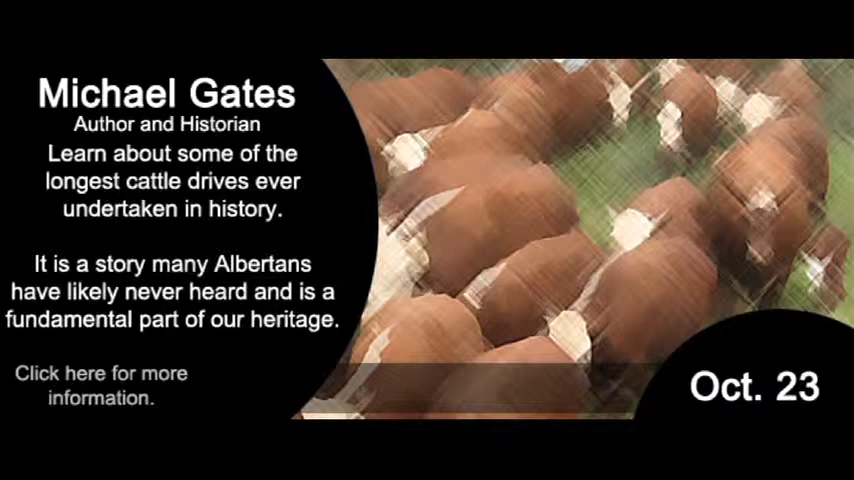 Michael Gates
Author and Historian
Learn about some of the
longest cattle drives ever
undertaken in history.
It is a story many Albertans
have likely never heard and is a
fundamental part of our heritage.
Click here for more
information.
Oct. 23